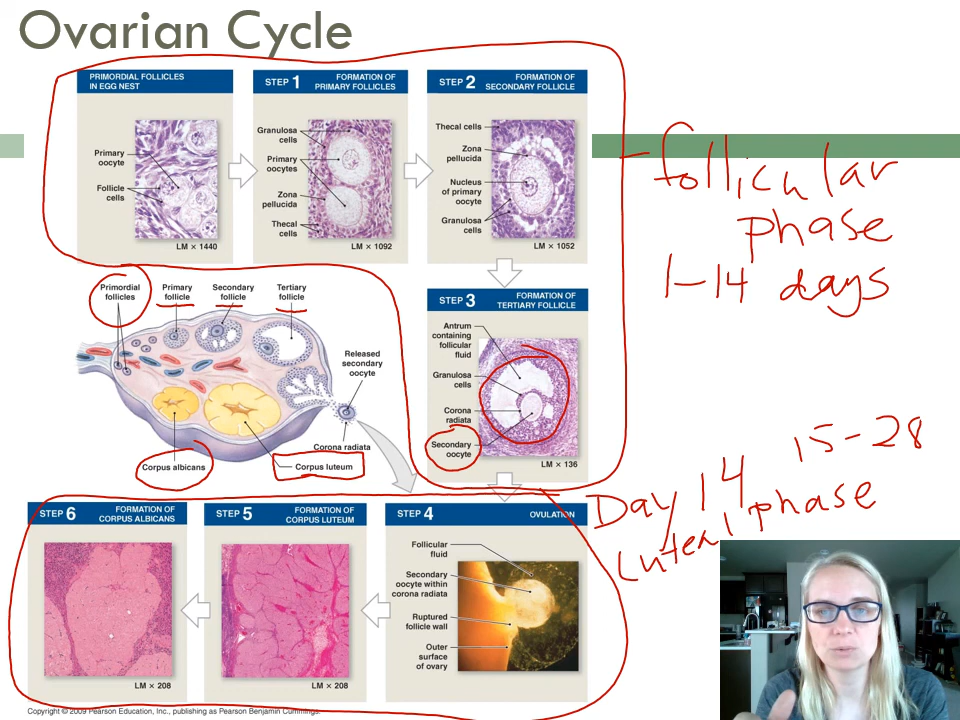 Ovarian Cycle
PRIMORDIAL FOLLICLES
IN EGG NEST
Primary
oocyte
Follicle
cells
LM × 1440
STEP 1
FORMATION OF
PRIMARY FOLLICLES
Granulosa
cells
Primary
oocytes
Zona
pellucida
Thecal
cells
LM × 1092
STEP 2
FORMATION OF
SECONDARY FOLLICLE
Thecal cells
Zona
pellucida
Nucleus
of primary
oocyte
Granulosa
cells
LM × 1052
follicular
phase
1-14 days
Primordial
follicles
Primary
follicle
Secondary
follicle
Tertiary
follicle
Released
secondary
oocyte
Corona radiata
Corpus albicans
Corpus luteum
STEP 3
FORMATION OF
TERTIARY FOLLICLE
Antrum
containing
follicular
fluid
Granulosa
cells
Corona
radiata
Secondary
oocyte
LM × 136
15-28
Day 14
Luteal phase
STEP 6
FORMATION OF
CORPUS ALBICANS
LM × 208
STEP 5
FORMATION OF
CORPUS LUTEUM
LM × 208
STEP 4
OVULATION
Follicular
fluid
Secondary
oocyte within
corona radiata
Ruptured
follicle wall
Outer
surface
of ovary
Copyright © 2009 Pearson Education, Inc., publishing as Pearson Benjamin Cummings.